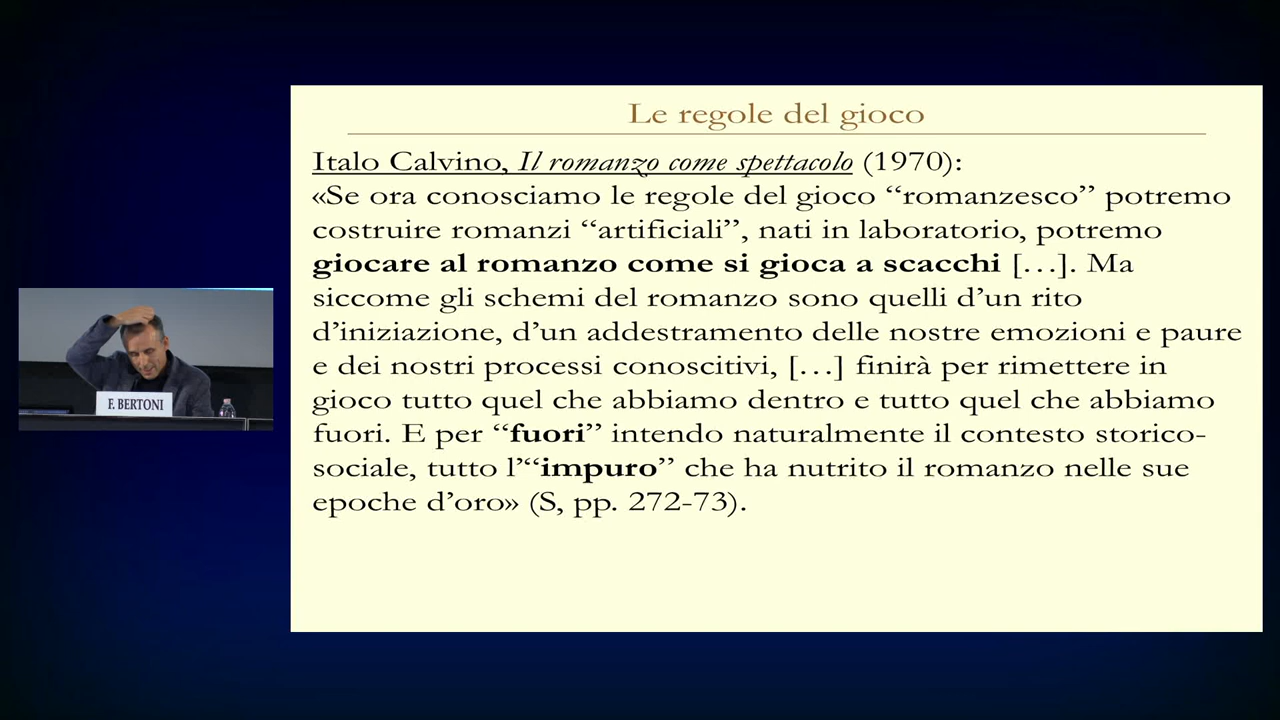 Le regole del gioco
Italo Calvino, Il romanzo come spettacolo (1970):
«Se ora conosciamo le regole del gioco “romanzesco” potremo
costruire romanzi “artificiali”, nati in laboratorio, potremo
giocare al romanzo come si gioca a scacchi […]. Ma
siccome gli schemi del romanzo sono quelli d’un rito
d’iniziazione, d’un addestramento delle nostre emozioni e paure
e dei nostri processi conoscitivi, […] finirà per rimettere in
gioco tutto quel che abbiamo dentro e tutto quel che abbiamo
fuori. E per “fuori” intendo naturalmente il contesto storico-
sociale, tutto l’“impuro” che ha nutrito il romanzo nelle sue
epoche d’oro» (S, pp. 272-73).
F. BERTONI